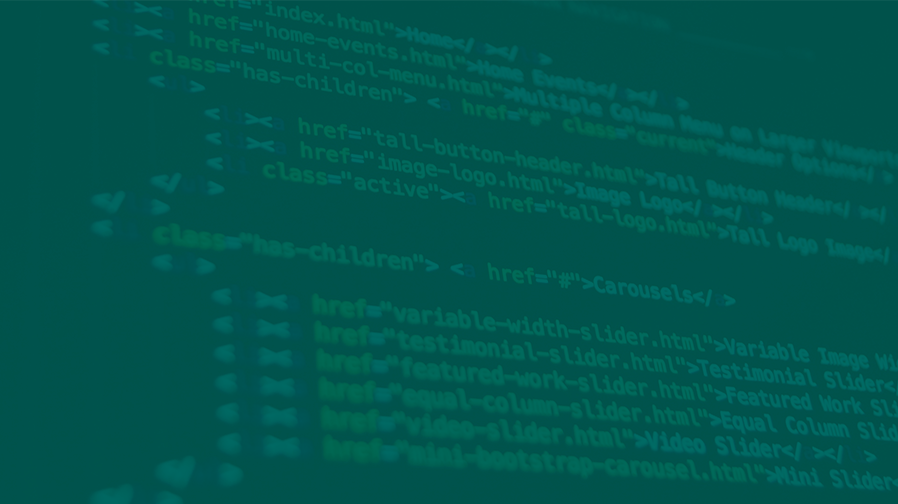 href="index.html">Home</ ></ >
< >< href="home-events.html">Home Events</ ></ >
< >< href="multi-col-menu.html">Multiple Column Menu on Larger Viewports
< class="has-children"> < href="#" class="current">Header Options</ >
< >
< >< href="tall-button-header.html">Tall Button Header</ ></
< >< href="image-logo.html">Image Logo</ ></ >
< class="active">< href="tall-logo.html">Tall Logo Image</
</ >
</ >
< class="has-children"> < href="#">Carousels</ >
< >
< >< href="variable-width-slider.html">Variable Image Wi
< >< href="testimonial-slider.html">Testimonial Slider<
< >< href="featured-work-slider.html">Featured Work Sli
< >< href="equal-column-slider.html">Equal Column Slid
< >< href="video-slider.html">Video Slider</ ></ >
< >< href="mini-bootstrap-carousel.html">Mini Slider<
</ >
</ >